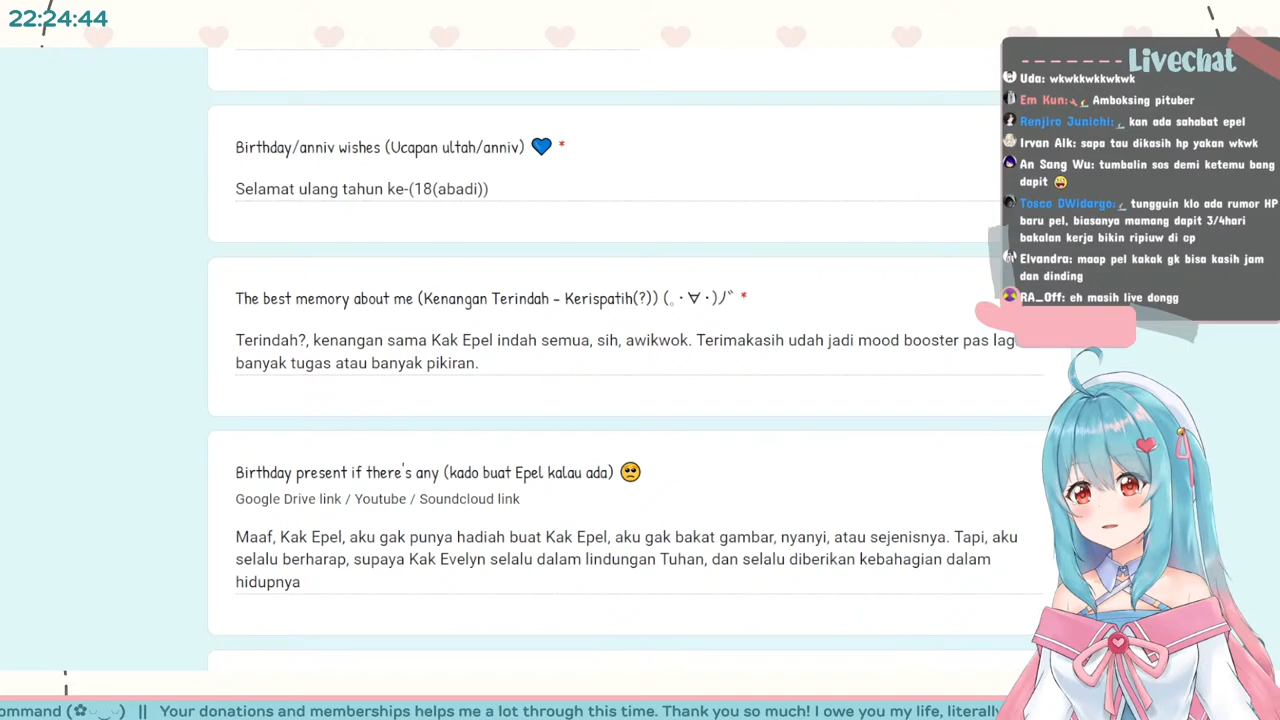 22:24:44
Birthday/anniv wishes (Ucapan ultah/anniv) 💙 *
Selamat ulang tahun ke-(18(abadi))
The best memory about me (Kenangan Terindah - Kerispatih(?)) (｡･∀･)ﾉﾞ *
Terindah?, kenangan sama Kak Epel indah semua, sih, awikwok. Terimakasih udah jadi mood booster pas lag
banyak tugas atau banyak pikiran.
Birthday present if there's any (kado buat Epel kalau ada) 🥺
Google Drive link / Youtube / Soundcloud link
Maaf, Kak Epel, aku gak punya hadiah buat Kak Epel, aku gak bakat gambar, nyanyi, atau sejenisnya. Tapi, aku
selalu berharap, supaya Kak Evelyn selalu dalam lindungan Tuhan, dan selalu diberikan kebahagian dalam
hidupnya
Livechat
Uda: wkwkkwkkwkwk
Em Kun: Amboksing pituber
Renjiro Junichi: kan ada sahabat epel
Irvan Alk: sapa tau dikasih hp yakan wkwk
An Sang Wu: tumbalin sos demi ketemu bang
dapit 😜
Tosco DWidargo: tungguin klo ada rumor HP
baru pel, biasanya mamang dapit 3/4hari
bakalan kerja bikin ripiuw di cp
Elvandra: maap pel kakak gk bisa kasih jam
dan dinding
RA_Off: eh masih live dongg
ommand (✿◡‿◡) || Your donations and memberships helps me a lot through this time. Thank you so much! I owe you my life, literally